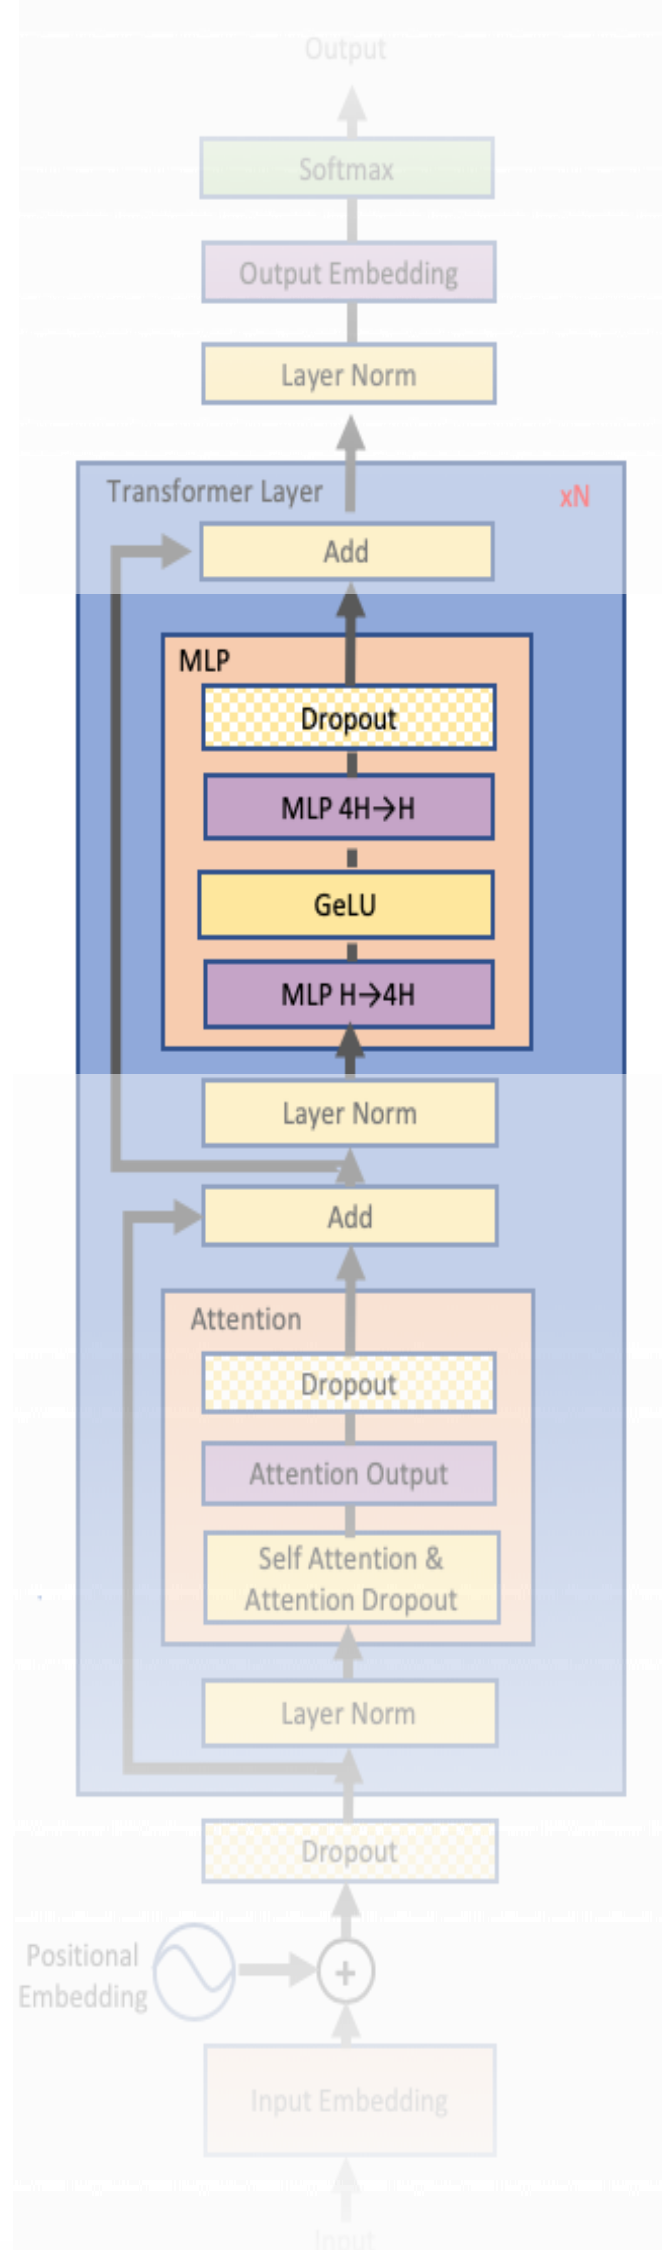 Output
Softmax
Output Embedding
Layer Norm
Transformer Layer
xN
Add
MLP
Dropout
MLP 4H→H
GeLU
MLP H→4H
Layer Norm
Add
Attention
Dropout
Attention Output
Self Attention &
Attention Dropout
Layer Norm
Dropout
Positional
Embedding
+
Input Embedding
Input